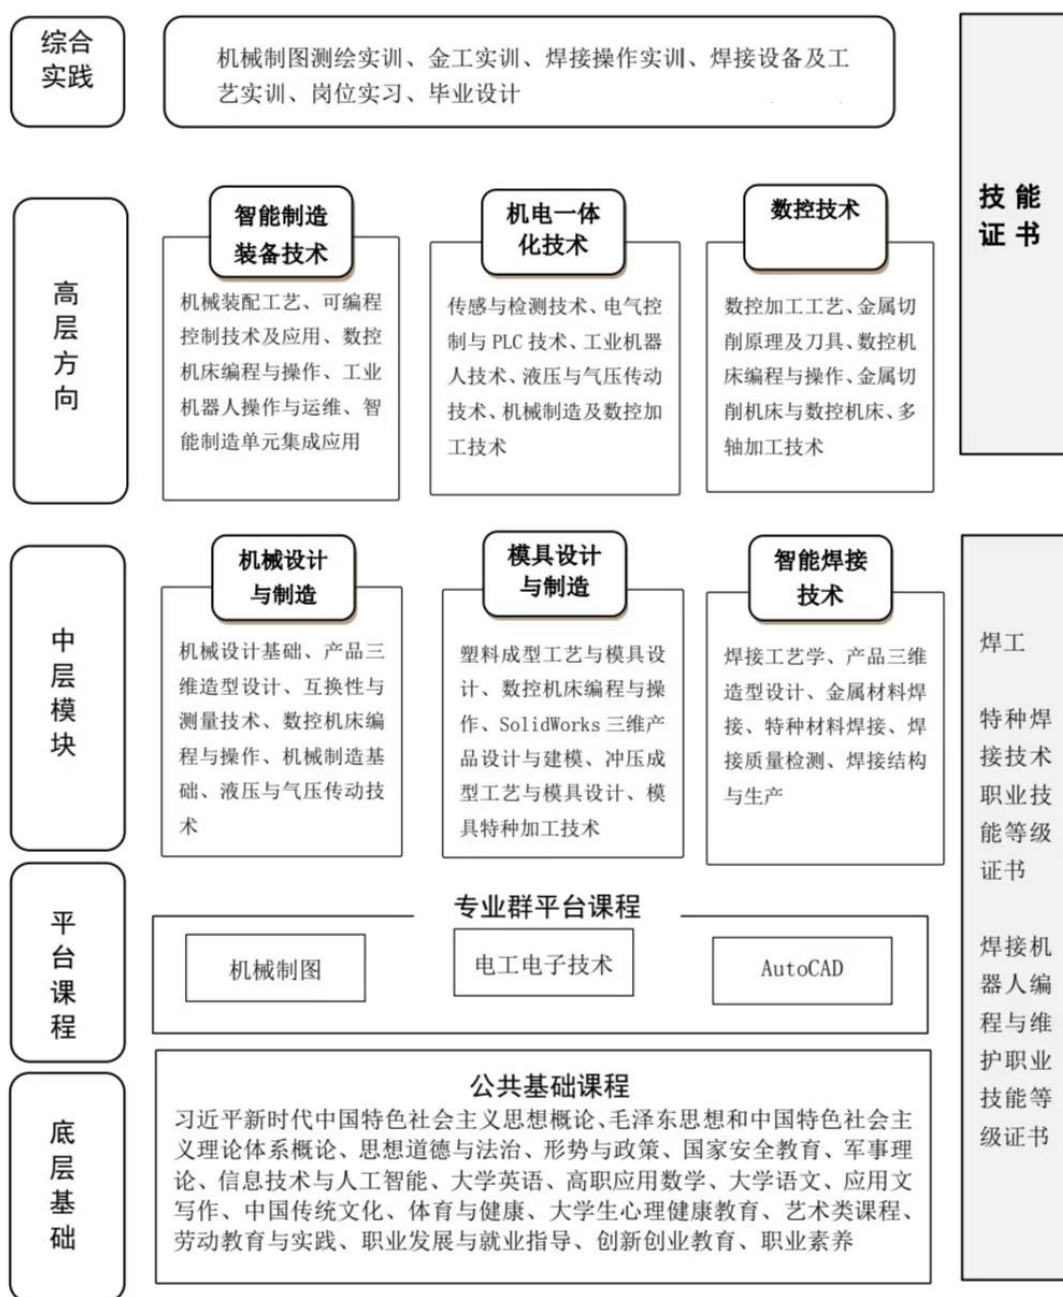 综合
实践
机械制图测绘实训、金工实训、焊接操作实训、焊接设备及工
艺实训、岗位实习、毕业设计
技能
证书
高
层
方
向
智能制造
装备技术
机械装配工艺、可编程
控制技术及应用、数控
机床编程与操作、工业
机器人操作与运维、智
能制造单元集成应用
机电一体
化技术
传感与检测技术、电气控
制与 PLC 技术、工业机器
人技术、液压与气压传动
技术、机械制造及数控加
工技术
数控技术
数控加工工艺、金属切
削原理及刀具、数控机
床编程与操作、金属切
削机床与数控机床、多
轴加工技术
中
层
模
块
机械设计
与制造
机械设计基础、产品三
维造型设计、互换性与
测量技术、数控机床编
程与操作、机械制造基
础、液压与气压传动技
术
模具设计
与制造
塑料成型工艺与模具设
计、数控机床编程与操
作、SolidWorks 三维产
品设计与建模、冲压成
型工艺与模具设计、模
具特种加工技术
智能焊接
技术
焊接工艺学、产品三维
造型设计、金属材料焊
接、特种材料焊接、焊
接质量检测、焊接结构
与生产
焊工
特种焊
接技术
职业技
能等级
证书
焊接机
器人编
程与维
护职业
技能等
级证书
平
台
课
程
专业群平台课程
机械制图
电工电子技术
AutoCAD
底
层
基
础
公共基础课程
习近平新时代中国特色社会主义思想概论、毛泽东思想和中国特色社会主
义理论体系概论、思想道德与法治、形势与政策、国家安全教育、军事理
论、信息技术与人工智能、大学英语、高职应用数学、大学语文、应用文
写作、中国传统文化、体育与健康、大学生心理健康教育、艺术类课程、
劳动教育与实践、职业发展与就业指导、创新创业教育、职业素养